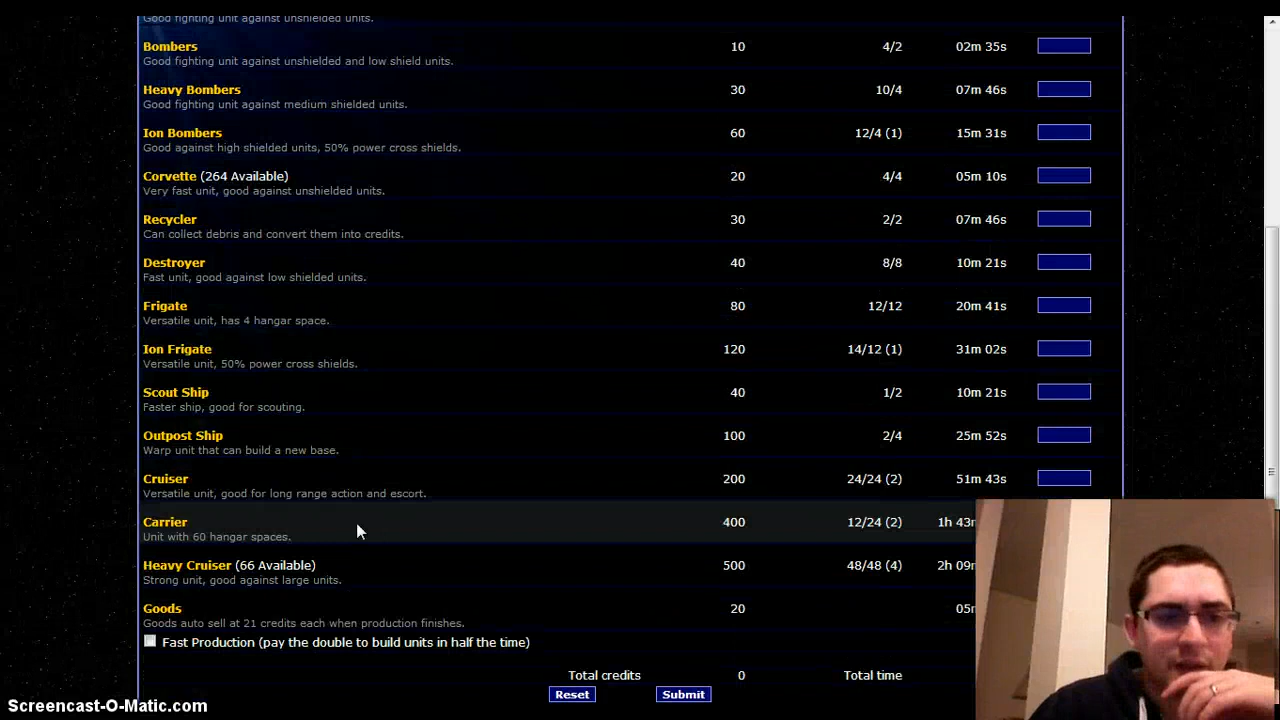 Good fighting unit against unshielded units.
Bombers 10 4/2 02m 35s
Good fighting unit against unshielded and low shield units.
Heavy Bombers 30 10/4 07m 46s
Good fighting unit against medium shielded units.
Ion Bombers 60 12/4 (1) 15m 31s
Good against high shielded units, 50% power cross shields.
Corvette (264 Available) 20 4/4 05m 10s
Very fast unit, good against unshielded units.
Recycler 30 2/2 07m 46s
Can collect debris and convert them into credits.
Destroyer 40 8/8 10m 21s
Fast unit, good against low shielded units.
Frigate 80 12/12 20m 41s
Versatile unit, has 4 hangar space.
Ion Frigate 120 14/12 (1) 31m 02s
Versatile unit, 50% power cross shields.
Scout Ship 40 1/2 10m 21s
Faster ship, good for scouting.
Outpost Ship 100 2/4 25m 52s
Warp unit that can build a new base.
Cruiser 200 24/24 (2) 51m 43s
Versatile unit, good for long range action and escort.
Carrier 400 12/24 (2) 1h 43
Unit with 60 hangar spaces.
Heavy Cruiser (66 Available) 500 48/48 (4) 2h 09
Strong unit, good against large units.
Goods 20 05
Goods auto sell at 21 credits each when production finishes.
Fast Production (pay the double to build units in half the time)
Total credits 0 Total time
Reset Submit
Screencast-O-Matic.com